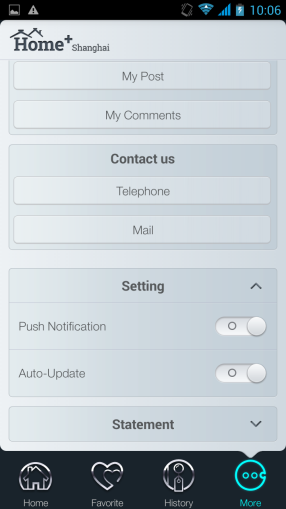 10:06
Home+ Shanghai
My Post
My Comments
Contact us
Telephone
Mail
Setting
Push Notification
Auto-Update
Statement
Home
Favorite
History
More